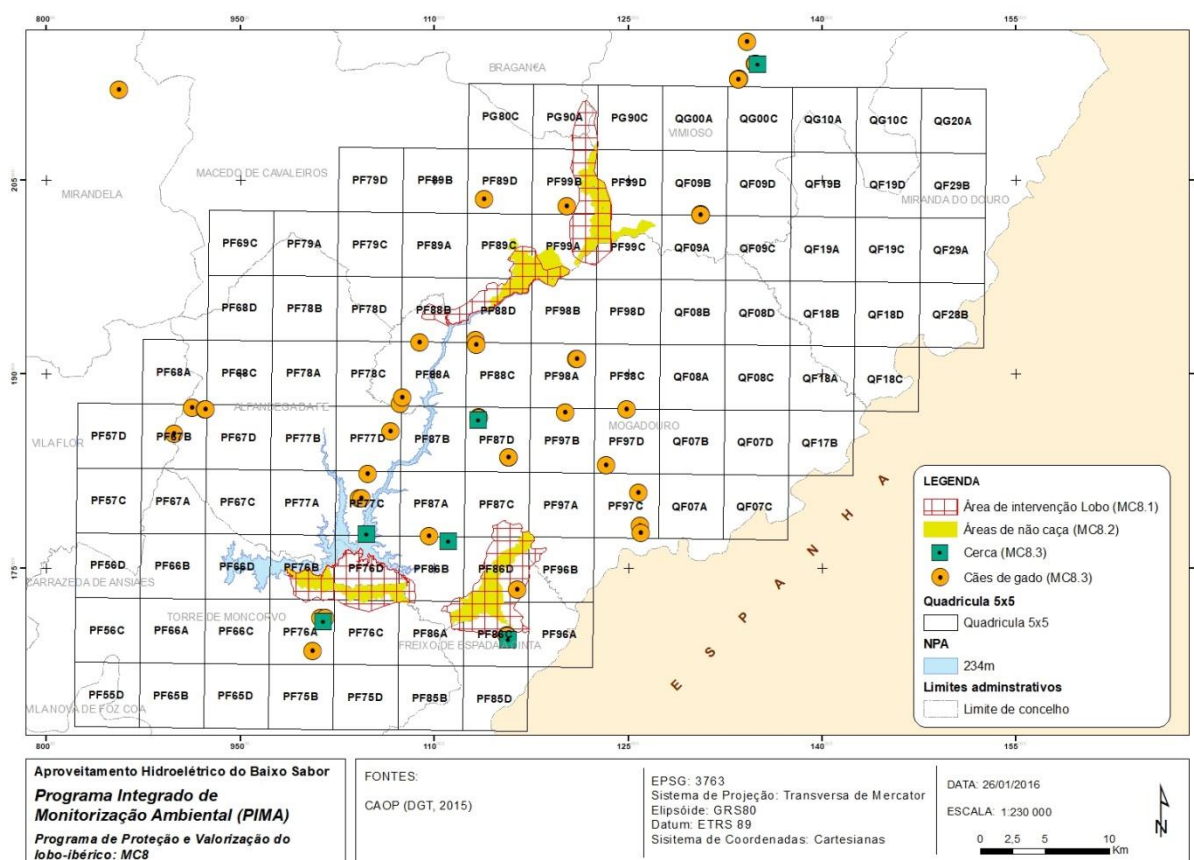 800 950 110 125 140 155
BRAGANÇA
PG80C PG90A PG90C QG00A QG00C QG10A QG10C QG20A
VIMIOSO
MACEDO DE CAVALEIROS
205
PF79D PF89B PF89D PF99B PF99D QF09B QF09D QF19B QF19D QF29B
MIRANDELA
MIRANDA DO DOURO
PF69C PF79A PF79C PF89A PF89C PF99A PF99C QF09A QF09C QF19A QF19C QF29A
PF68D PF78B PF78D PF88B PF88D PF98B PF98D QF08B QF08D QF18B QF18D QF28B
190
PF68A PF68C PF78A PF78C PF88A PF88C PF98A PF98C QF08A QF08C QF18A QF18C
ALFANDEGA DA FE
MOGADOURO
VILA FLOR
PF57D PF67B PF67D PF77B PF77D PF87B PF87D PF97B PF97D QF07B QF07D QF17B
PF57C PF67A PF67C PF77A PF77C PF87A PF87C PF97A PF97C QF07A QF07C
175
PF56D PF66B PF66D PF76B PF76D PF86B PF86D PF96B
CARRAZEDA DE ANSIAES
TORRE DE MONCORVO
PF56C PF66A PF66C PF76A PF76C PF86A PF86C PF96A
FREIXO DE ESPADA A CINTA
PF55D PF65B PF65D PF75B PF75D PF85B PF85D
VILA NOVA DE FOZ COA
E S P A N H A
LEGENDA
Área de intervenção Lobo (MC8.1)
Áreas de não caça (MC8.2)
Cerca (MC8.3)
Cães de gado (MC8.3)
Quadricula 5x5
Quadricula 5x5
NPA
234m
Limites adminstrativos
Limite de concelho
800 950 110 125 140 155
Aproveitamento Hidroelétrico do Baixo Sabor
Programa Integrado de
Monitorização Ambiental (PIMA)
Programa de Proteção e Valorização do
lobo-ibérico: MC8
FONTES:
CAOP (DGT, 2015)
EPSG: 3763
Sistema de Projeção: Transversa de Mercator
Elipsóide: GRS80
Datum: ETRS 89
Sisitema de Coordenadas: Cartesianas
DATA: 26/01/2016
ESCALA: 1:230 000
0 2,5 5 10
Km
N